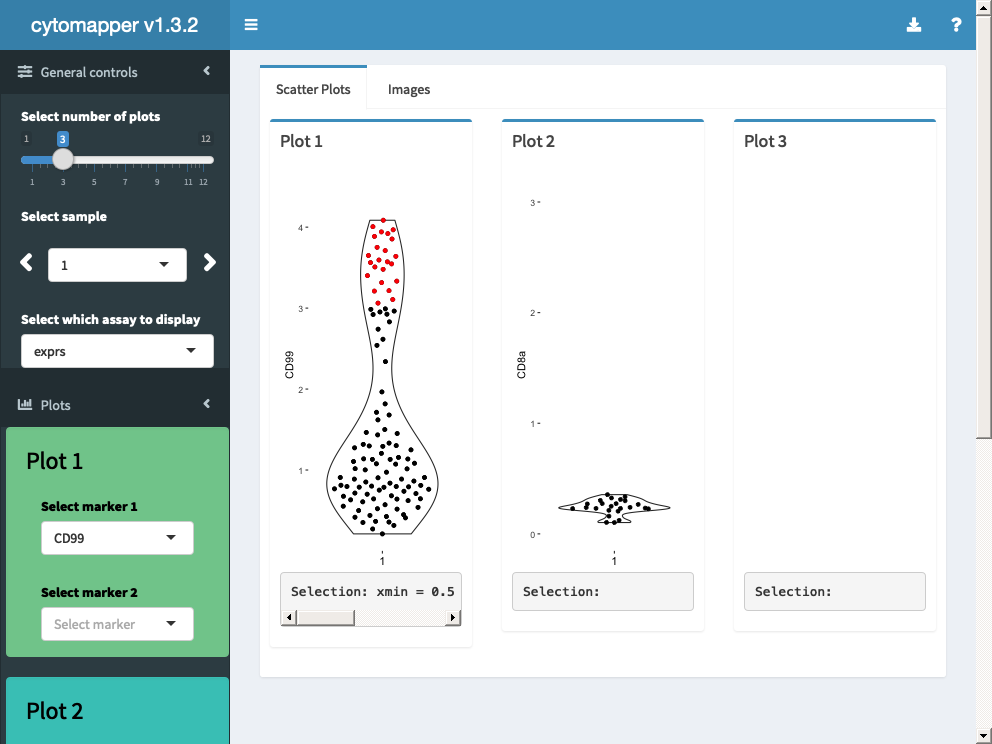 cytomapper v1.3.2
?
General controls
Select number of plots
1 3 12
1 3 5 7 9 11 12
Select sample
1
Select which assay to display
exprs
Plots
Plot 1
Select marker 1
CD99
Select marker 2
Select marker
Plot 2
Scatter Plots
Images
Plot 1
4
3
2
1
CD99
1
Selection: xmin = 0.5
Plot 2
3
2
1
0
CD8a
1
Selection:
Plot 3
Selection: